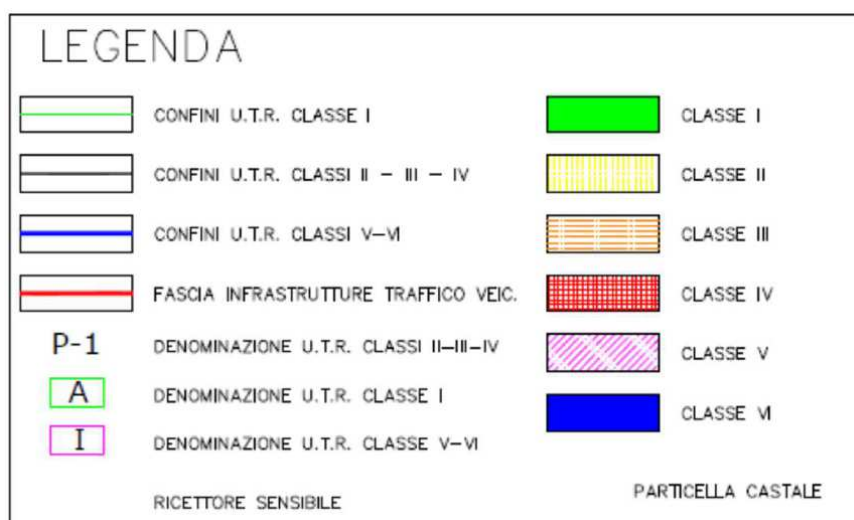 LEGENDA
CONFINI U.T.R. CLASSE I
CONFINI U.T.R. CLASSI II - III - IV
CONFINI U.T.R. CLASSI V-VI
FASCIA INFRASTRUTTURE TRAFFICO VEIC.
P-1 DENOMINAZIONE U.T.R. CLASSI II-III-IV
A DENOMINAZIONE U.T.R. CLASSE I
I DENOMINAZIONE U.T.R. CLASSE V-VI
RICETTORE SENSIBILE
CLASSE I
CLASSE II
CLASSE III
CLASSE IV
CLASSE V
CLASSE VI
PARTICELLA CASTALE